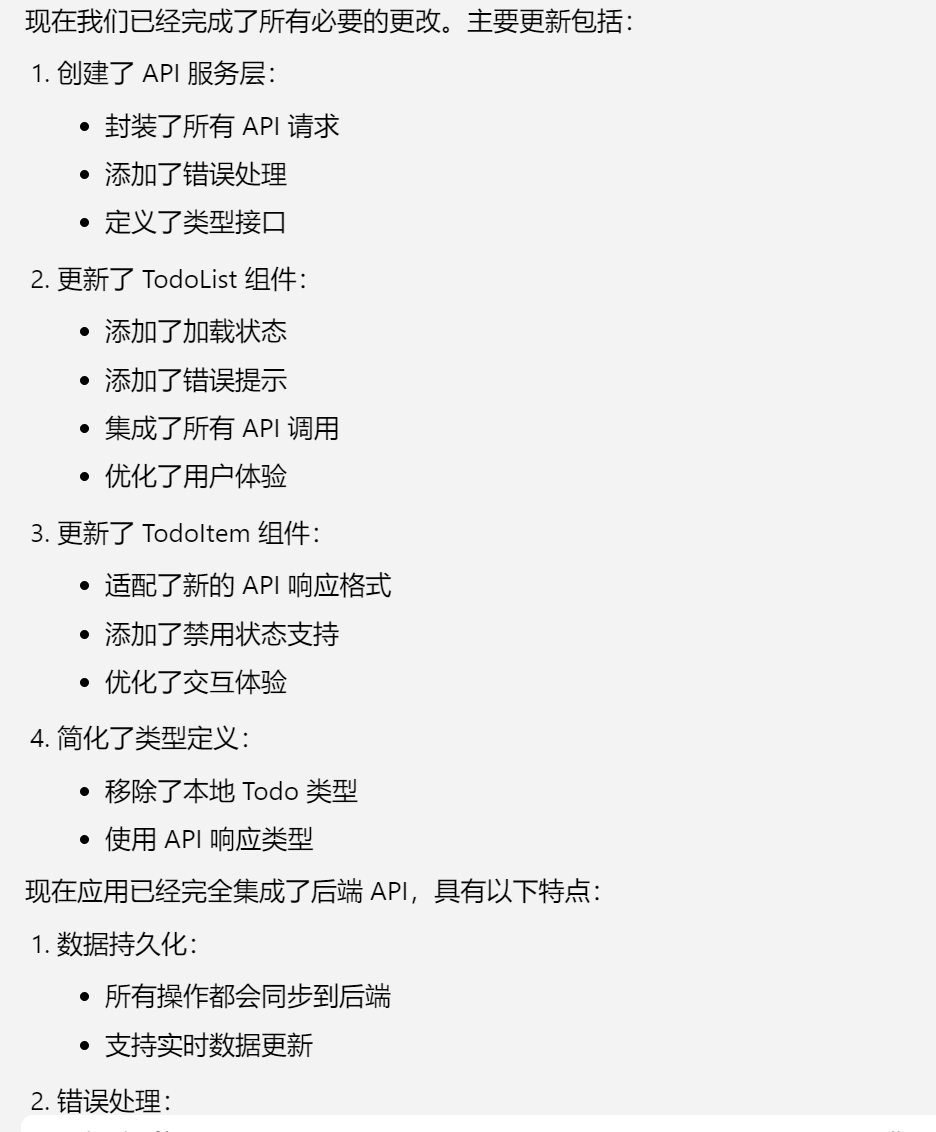 现在我们已经完成了所有必要的更改。主要更新包括：
1. 创建了 API 服务层：
• 封装了所有 API 请求
• 添加了错误处理
• 定义了类型接口
2. 更新了 TodoList 组件：
• 添加了加载状态
• 添加了错误提示
• 集成了所有 API 调用
• 优化了用户体验
3. 更新了 TodoItem 组件：
• 适配了新的 API 响应格式
• 添加了禁用状态支持
• 优化了交互体验
4. 简化了类型定义：
• 移除了本地 Todo 类型
• 使用 API 响应类型
现在应用已经完全集成了后端 API，具有以下特点：
1. 数据持久化：
• 所有操作都会同步到后端
• 支持实时数据更新
2. 错误处理：